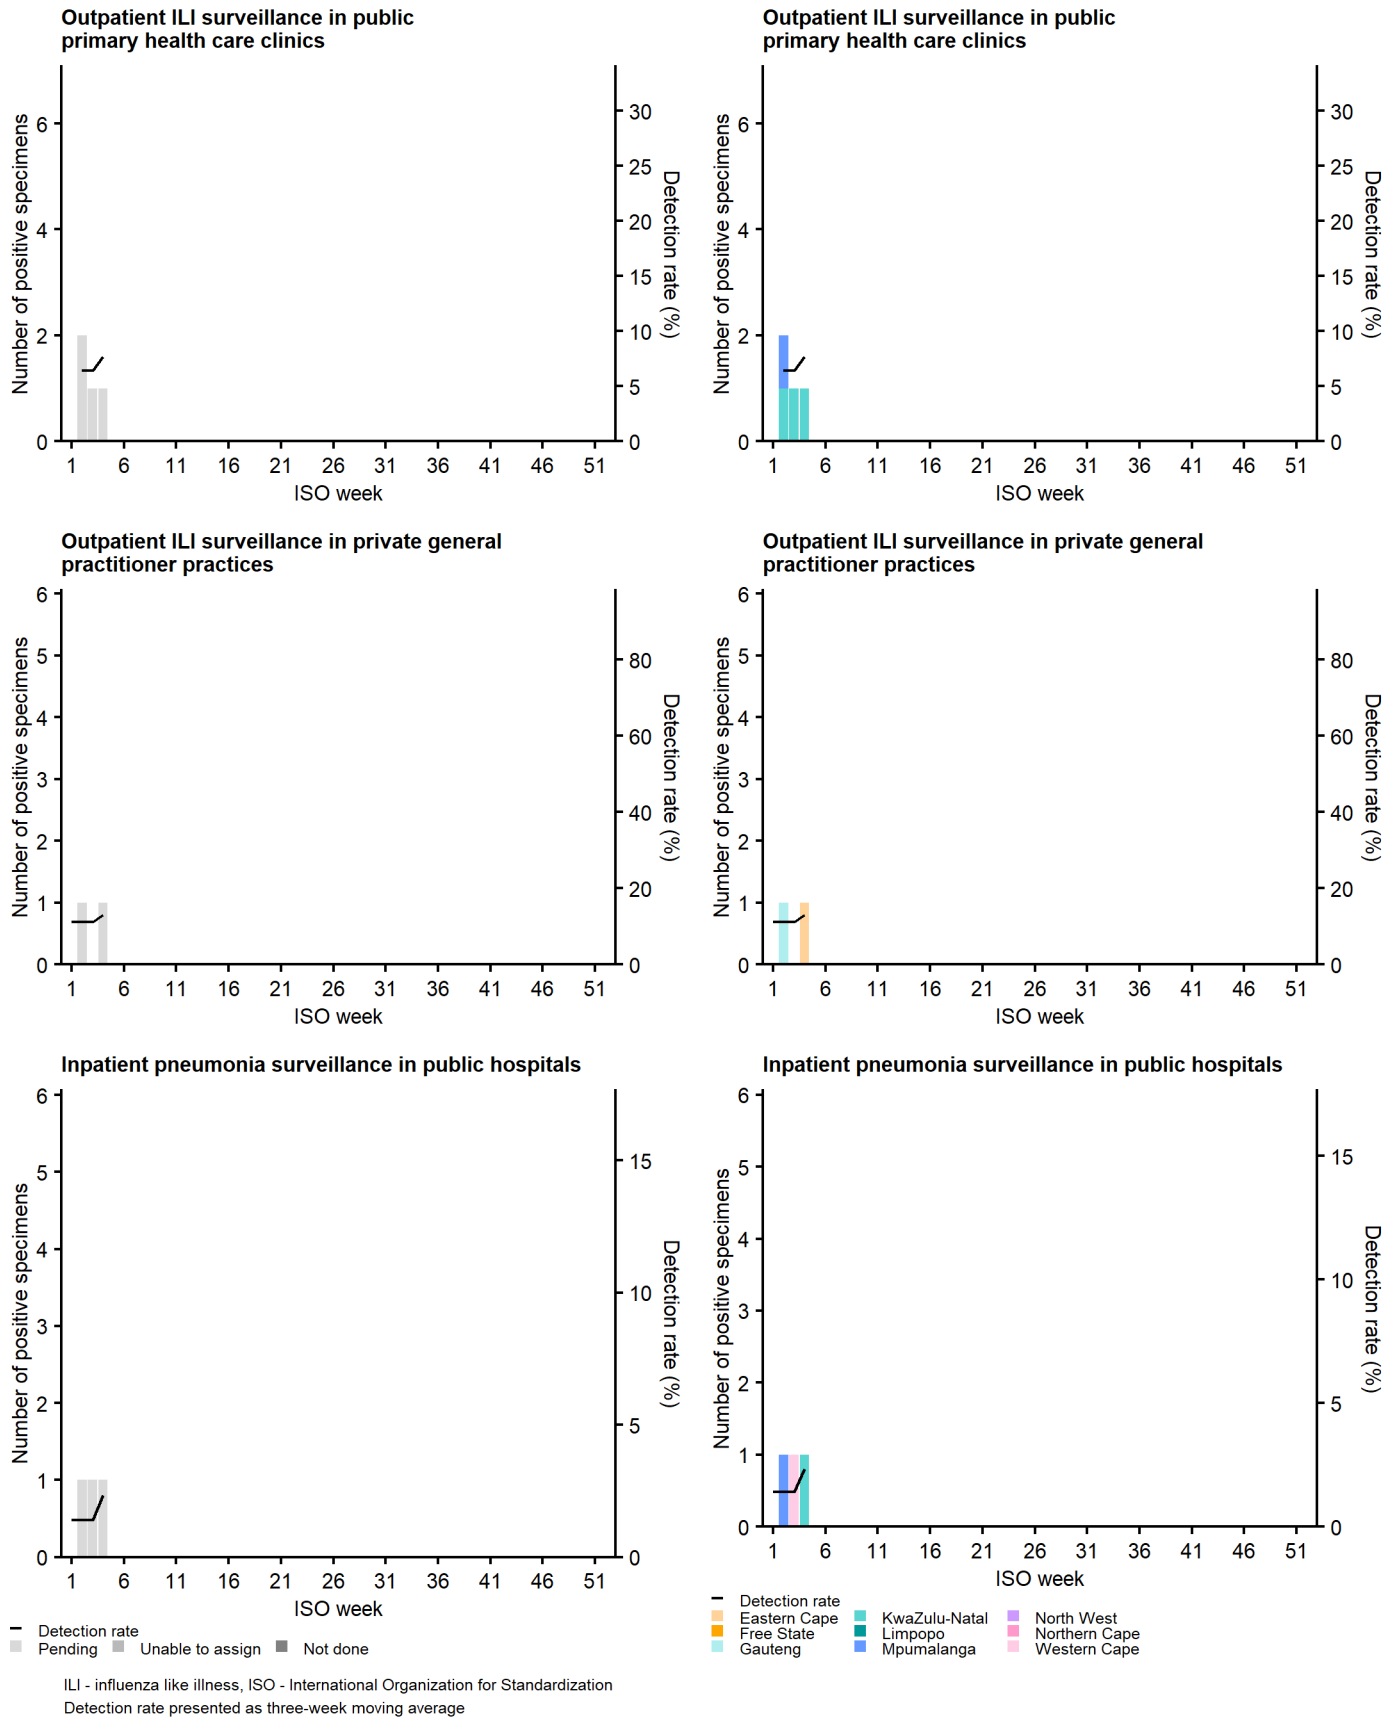 Outpatient ILI surveillance in public
primary health care clinics
Number of positive specimens
6
4
2
0
30
25
20
15
10
5
0
Detection rate (%)
1 6 11 16 21 26 31 36 41 46 51
ISO week
Outpatient ILI surveillance in public
primary health care clinics
Number of positive specimens
6
4
2
0
30
25
20
15
10
5
0
Detection rate (%)
1 6 11 16 21 26 31 36 41 46 51
ISO week
Outpatient ILI surveillance in private general
practitioner practices
Number of positive specimens
6
5
4
3
2
1
0
80
60
40
20
0
Detection rate (%)
1 6 11 16 21 26 31 36 41 46 51
ISO week
Outpatient ILI surveillance in private general
practitioner practices
Number of positive specimens
6
5
4
3
2
1
0
80
60
40
20
0
Detection rate (%)
1 6 11 16 21 26 31 36 41 46 51
ISO week
Inpatient pneumonia surveillance in public hospitals
Number of positive specimens
6
5
4
3
2
1
0
15
10
5
0
Detection rate (%)
1 6 11 16 21 26 31 36 41 46 51
ISO week
Detection rate
Pending Unable to assign Not done
Inpatient pneumonia surveillance in public hospitals
Number of positive specimens
6
5
4
3
2
1
0
15
10
5
0
Detection rate (%)
1 6 11 16 21 26 31 36 41 46 51
ISO week
Detection rate
Eastern Cape KwaZulu-Natal North West
Free State Limpopo Northern Cape
Gauteng Mpumalanga Western Cape
ILI - influenza like illness, ISO - International Organization for Standardization
Detection rate presented as three-week moving average